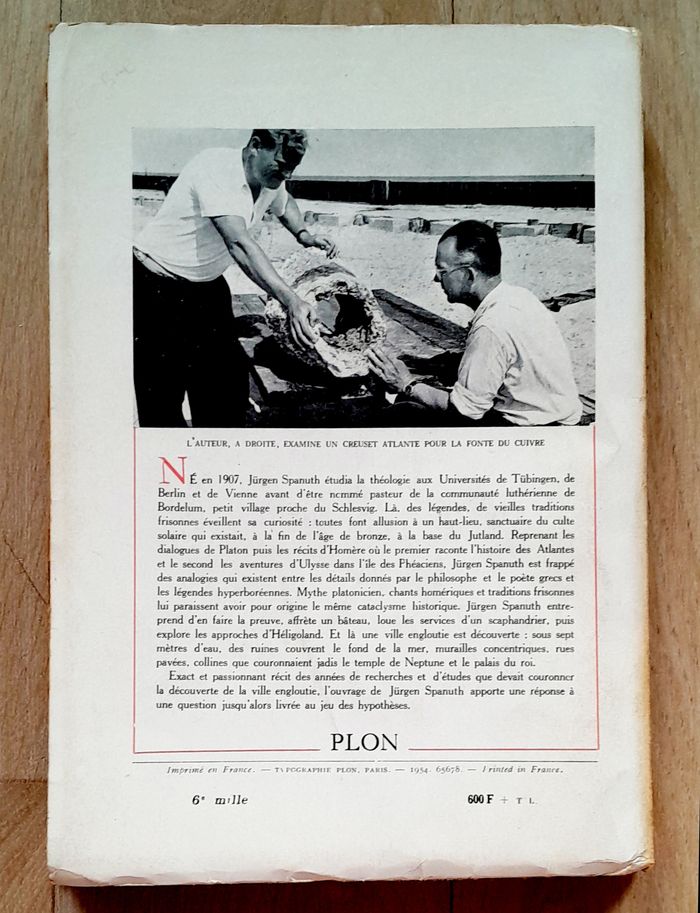 L'AUTEUR, A DROITE, EXAMINE UN CREUSET ATLANTE POUR LA FONTE DU CUIVRE
NÉ en 1907, Jürgen Spanuth étudia la théologie aux Universités de Tübingen, de
Berlin et de Vienne avant d'être nommé pasteur de la communauté luthérienne de
Bordelum, petit village proche du Schlesvig. Là, des légendes, de vieilles traditions
frisonnes éveillent sa curiosité : toutes font allusion à un haut-lieu, sanctuaire du culte
solaire qui existait, à la fin de l'âge de bronze, à la base du Jutland. Reprenant les
dialogues de Platon puis les récits d'Homère où le premier raconte l'histoire des Atlantes
et le second les aventures d'Ulysse dans l'île des Phéaciens, Jürgen Spanuth est frappé
des analogies qui existent entre les détails donnés par le philosophe et le poète grecs et
les légendes hyperboréennes. Mythe platonicien, chants homériques et traditions frisonnes
lui paraissent avoir pour origine le même cataclysme historique. Jürgen Spanuth entre-
prend d'en faire la preuve, affrète un bâteau, loue les services d'un scaphandrier, puis
explore les approches d'Héligoland. Et là une ville engloutie est découverte : sous sept
mètres d'eau, des ruines couvrent le fond de la mer, murailles concentriques, rues
pavées, collines que couronnaient jadis le temple de Neptune et le palais du roi.
Exact et passionnant récit des années de recherches et d'études que devait couronner
la découverte de la ville engloutie, l'ouvrage de Jürgen Spanuth apporte une réponse à
une question jusqu'alors livrée au jeu des hypothèses.
PLON
Imprimé en France. — TYPOGRAPHIE PLON, PARIS. — 1954. 65678. — Printed in France.
6e mille 600 F + T L.